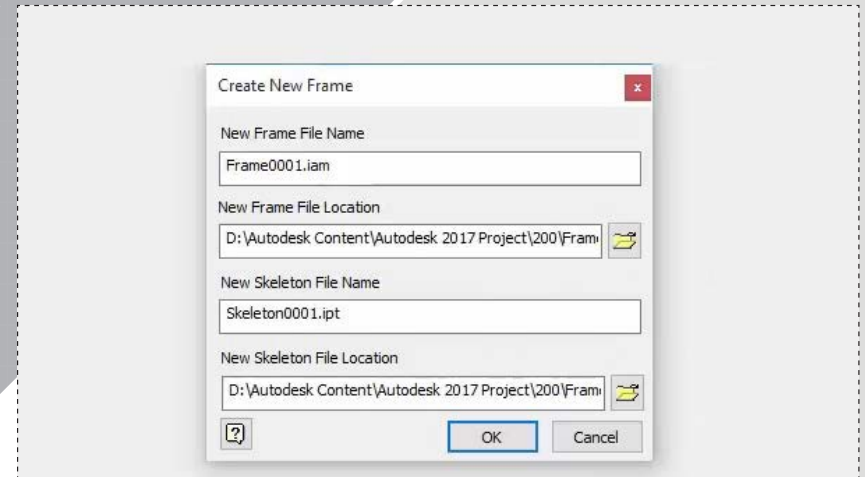 Create New Frame
x
New Frame File Name
Frame0001.iam
New Frame File Location
D:\Autodesk Content\Autodesk 2017 Project\200\Fram
New Skeleton File Name
Skeleton0001.ipt
New Skeleton File Location
D:\Autodesk Content\Autodesk 2017 Project\200\Fram
?
OK Cancel